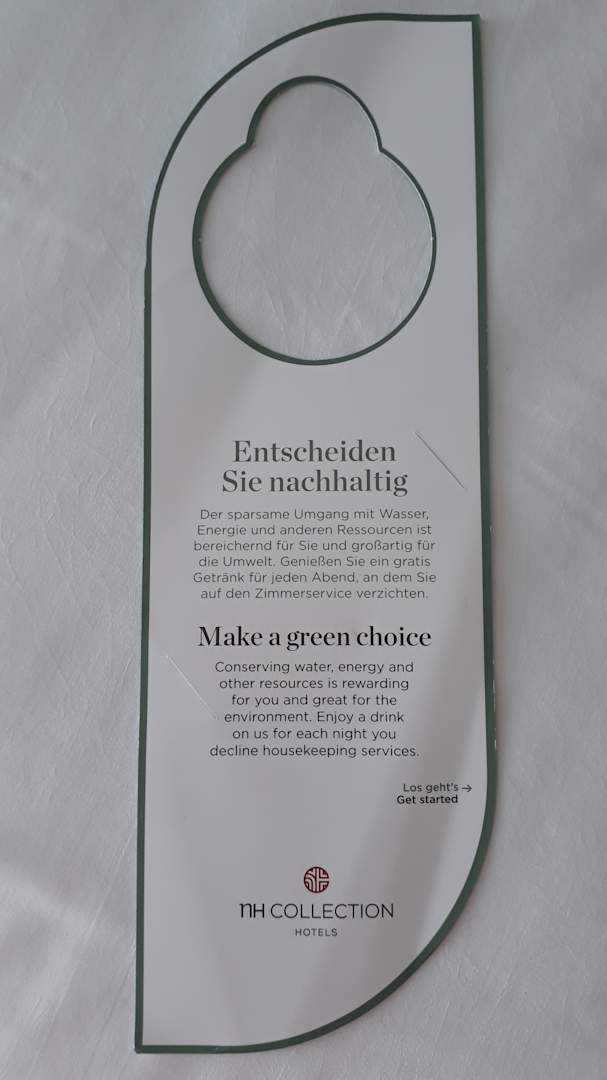 Entscheiden
Sie nachhaltig
Der sparsame Umgang mit Wasser,
Energie und anderen Ressourcen ist
bereichernd für Sie und großartig für
die Umwelt. Genießen Sie ein gratis
Getränk für jeden Abend, an dem Sie
auf den Zimmerservice verzichten.
Make a green choice
Conserving water, energy and
other resources is rewarding
for you and great for the
environment. Enjoy a drink
on us for each night you
decline housekeeping services.
Los geht's →
Get started
NH COLLECTION
HOTELS